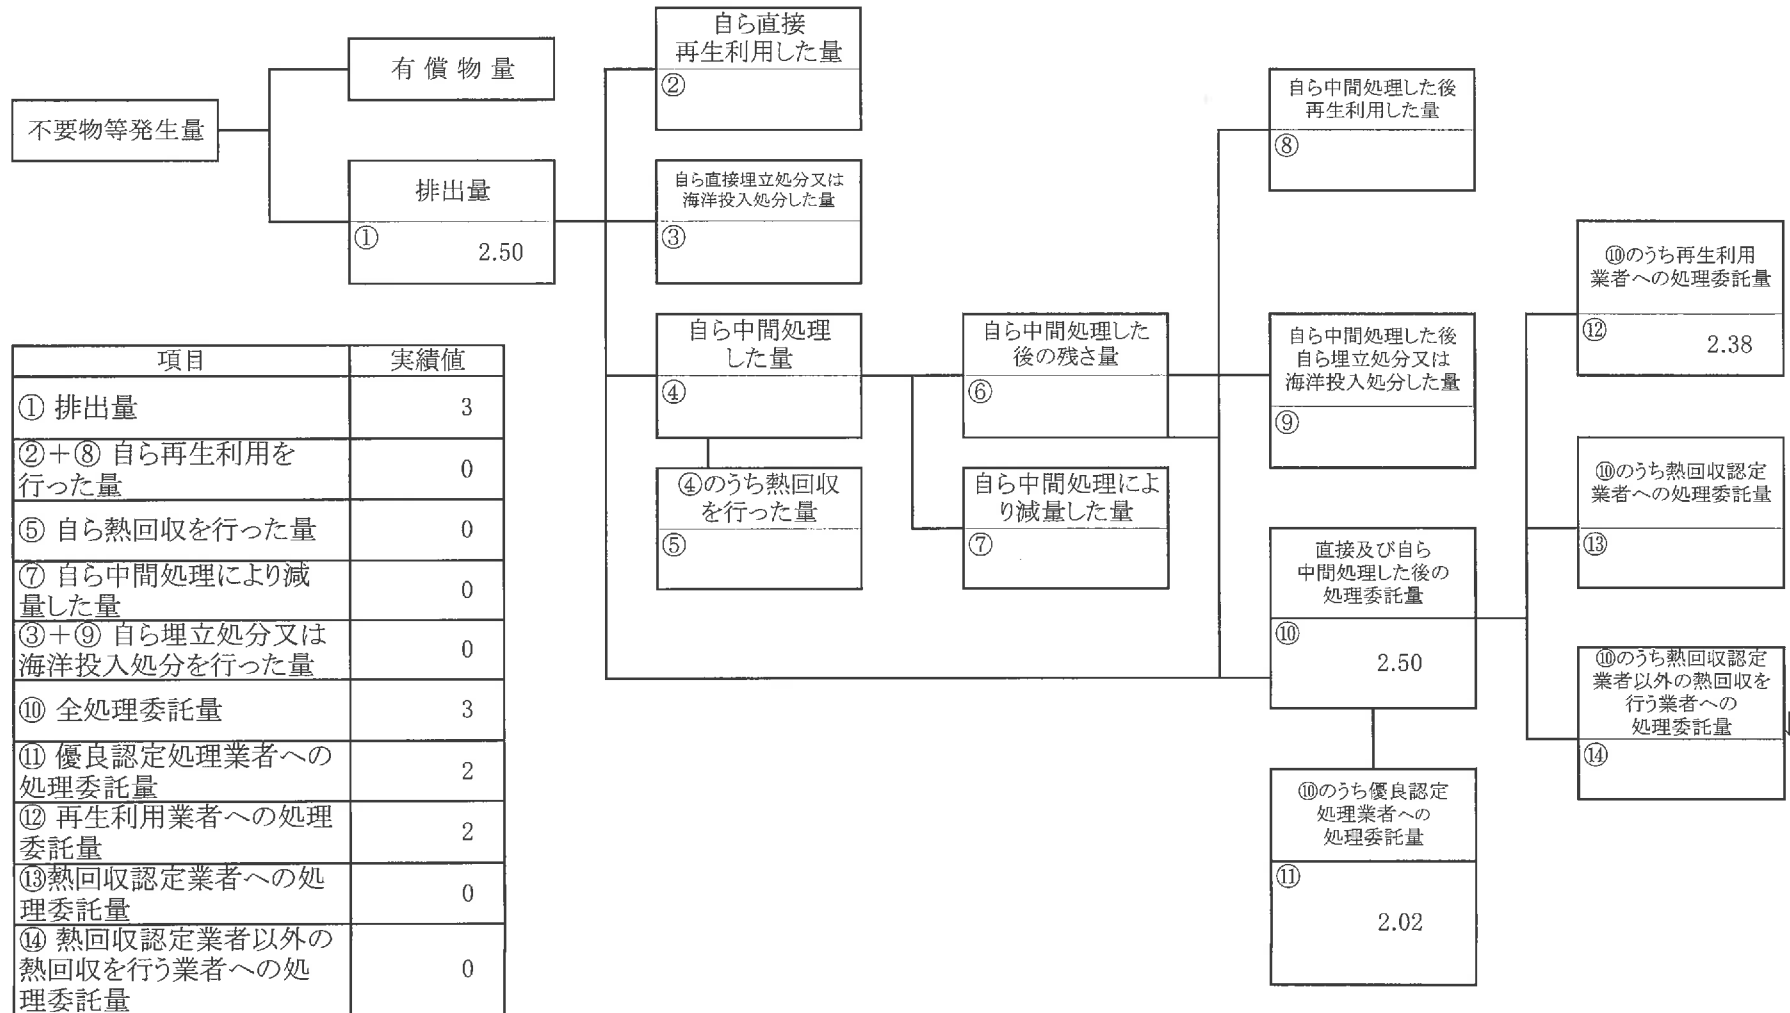 不要物等発生量
有償物量
排出量
①
2.50
自ら直接
再生利用した量
②
自ら直接埋立処分又は
海洋投入処分した量
③
自ら中間処理
した量
④
④のうち熱回収
を行った量
⑤
自ら中間処理した
後の残さ量
⑥
自ら中間処理によ
り減量した量
⑦
自ら中間処理した後
再生利用した量
⑧
自ら中間処理した後
自ら埋立処分又は
海洋投入処分した量
⑨
直接及び自ら
中間処理した後の
処理委託量
⑩
2.50
⑩のうち優良認定
処理業者への
処理委託量
⑪
2.02
⑩のうち再生利用
業者への処理委託量
⑫
2.38
⑩のうち熱回収認定
業者への処理委託量
⑬
⑩のうち熱回収認定
業者以外の熱回収を
行う業者への
処理委託量
⑭
項目 実績値
① 排出量 3
②＋⑧ 自ら再生利用を
行った量 0
⑤ 自ら熱回収を行った量 0
⑦ 自ら中間処理により減
量した量 0
③＋⑨ 自ら埋立処分又は
海洋投入処分を行った量 0
⑩ 全処理委託量 3
⑪ 優良認定処理業者への
処理委託量 2
⑫ 再生利用業者への処理
委託量 2
⑬熱回収認定業者への処
理委託量 0
⑭ 熱回収認定業者以外の
熱回収を行う業者への処
理委託量 0